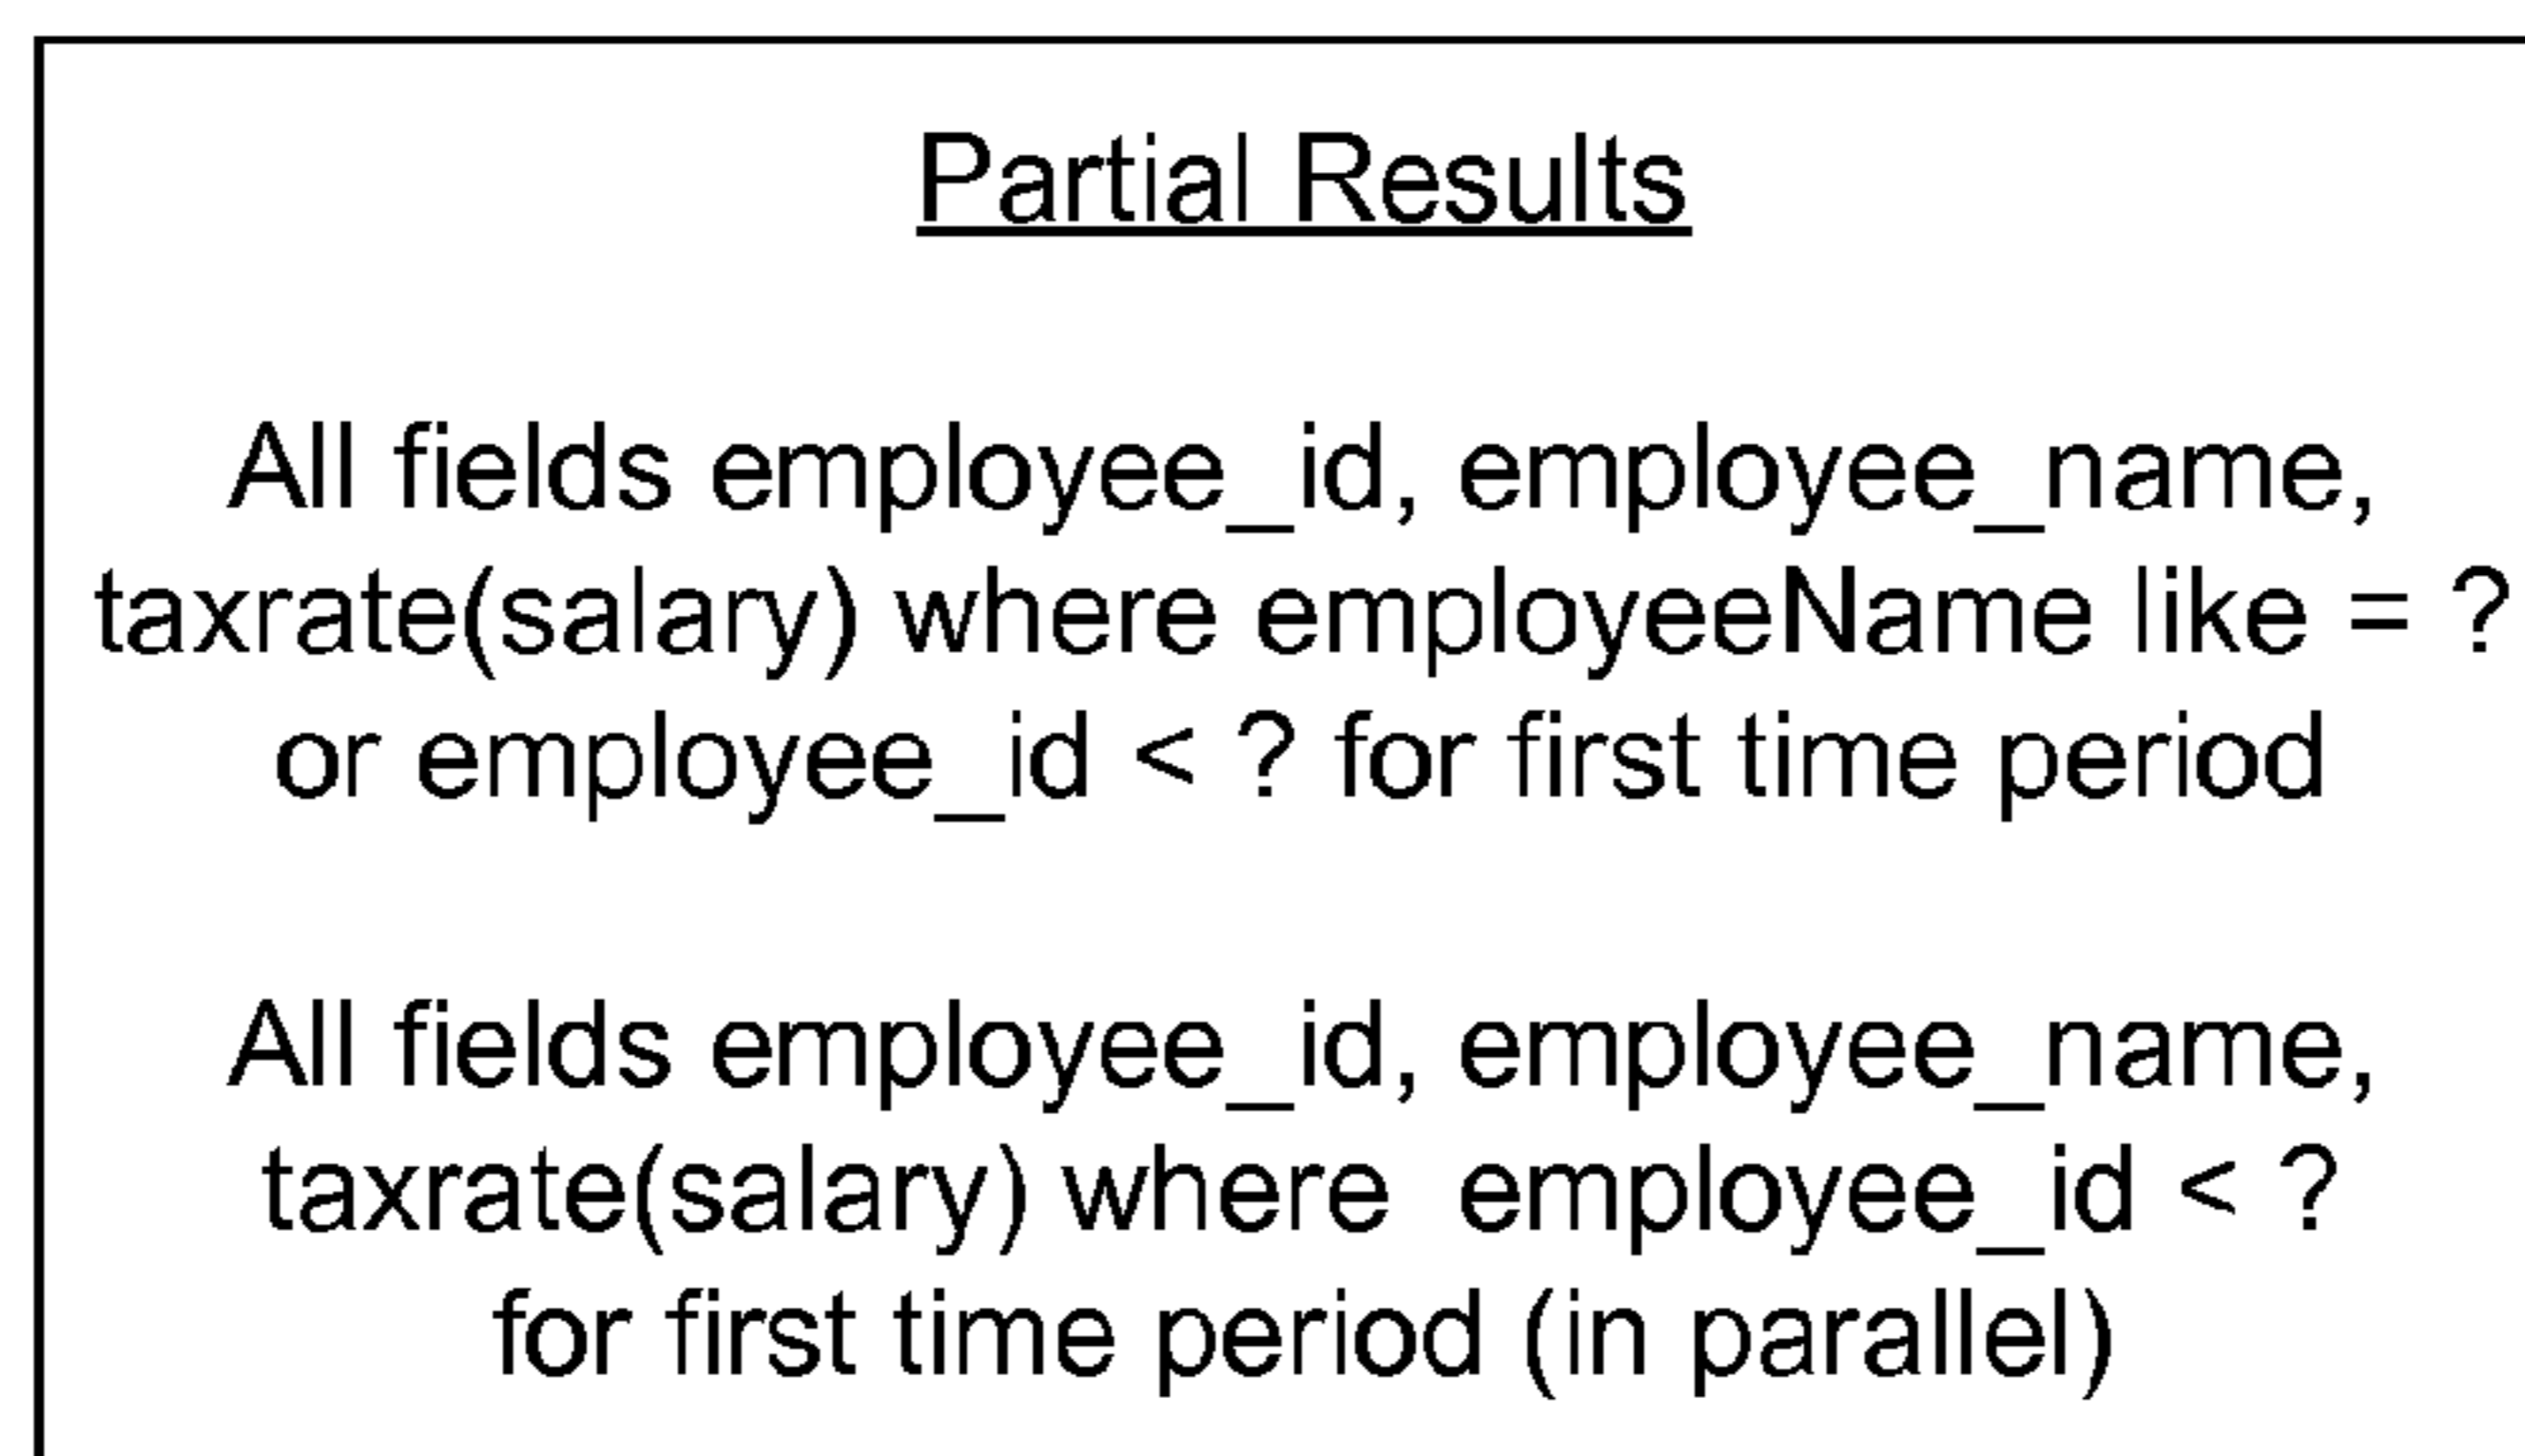 Partial Results
All fields employee_id, employee_name,
taxrate(salary) where employeeName like = ?
or employee_id < ? for first time period
All fields employee_id, employee_name,
taxrate(salary) where  employee_id < ?
for first time period (in parallel)